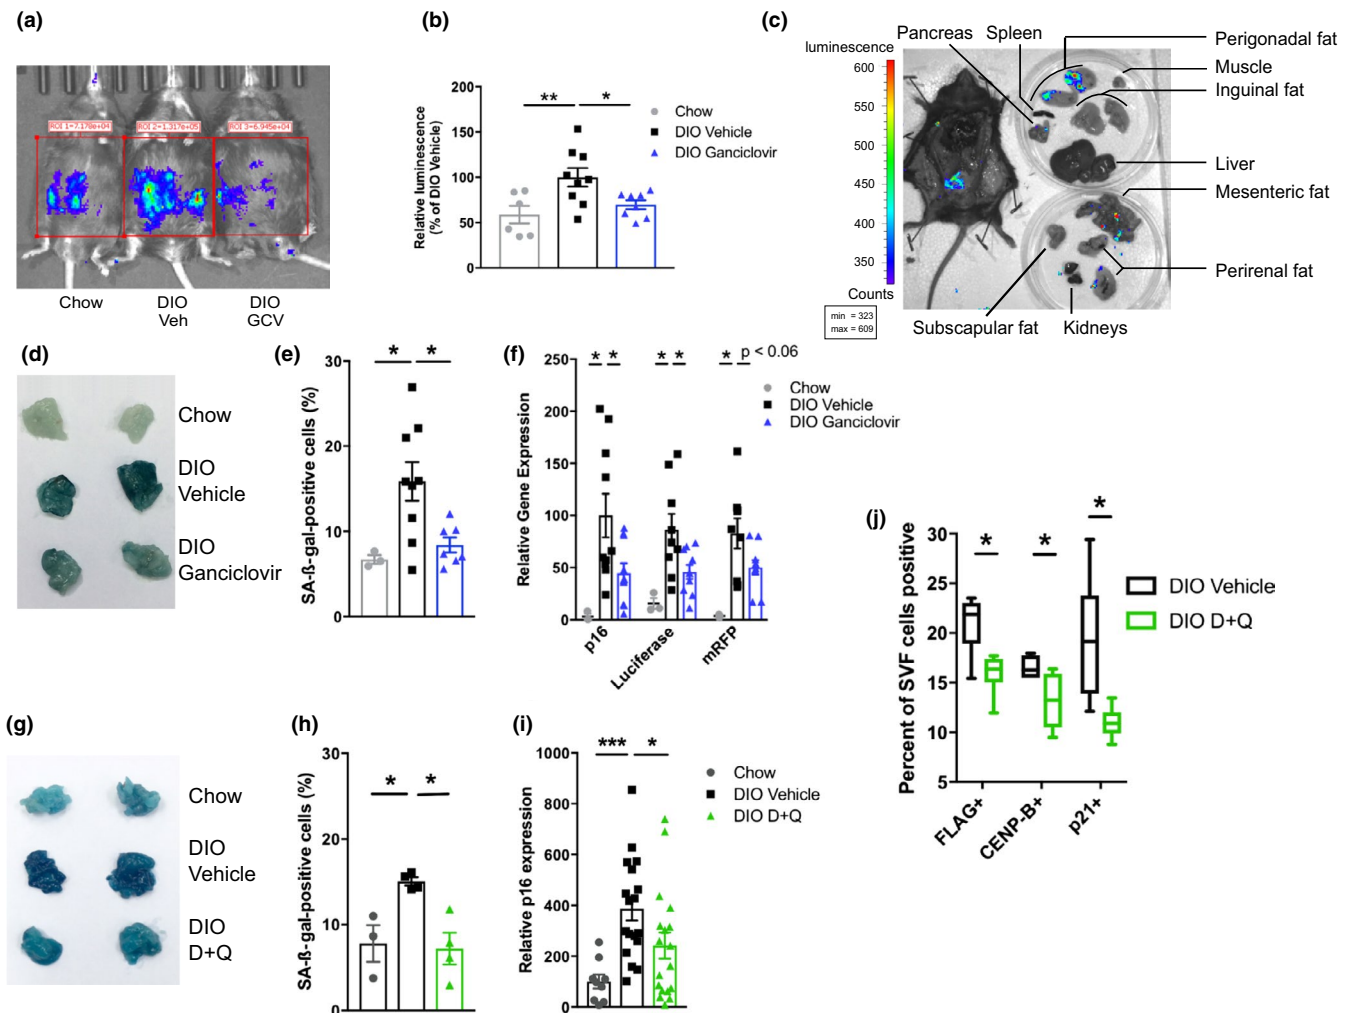 (a)
ROI 1=7.178e+04
ROI 2=1.317e+05
ROI 3=6.945e+04
Chow
DIO
Veh
DIO
GCV
(b)
Relative luminescence
(% of DIO Vehicle)
200
150
100
50
0
**
*
Chow
DIO Vehicle
DIO Ganciclovir
(c)
luminescence
600
550
500
450
400
350
Counts
min = 323
max = 609
Pancreas
Spleen
Perigonadal fat
Muscle
Inguinal fat
Liver
Mesenteric fat
Perirenal fat
Subscapular fat
Kidneys
(d)
Chow
DIO
Vehicle
DIO
Ganciclovir
(e)
SA-ß-gal-positive cells (%)
30
20
10
0
*
*
(f)
Relative Gene Expression
250
200
150
100
50
0
* *
* *
*
p < 0.06
p16
Luciferase
mRFP
Chow
DIO Vehicle
DIO Ganciclovir
(g)
Chow
DIO
Vehicle
DIO
D+Q
(h)
SA-ß-gal-positive cells (%)
30
20
10
0
*
*
(i)
Relative p16 expression
1000
800
600
400
200
0
***
*
Chow
DIO Vehicle
DIO D+Q
(j)
Percent of SVF cells positive
30
25
20
15
10
5
*
*
*
FLAG+
CENP-B+
p21+
DIO Vehicle
DIO D+Q